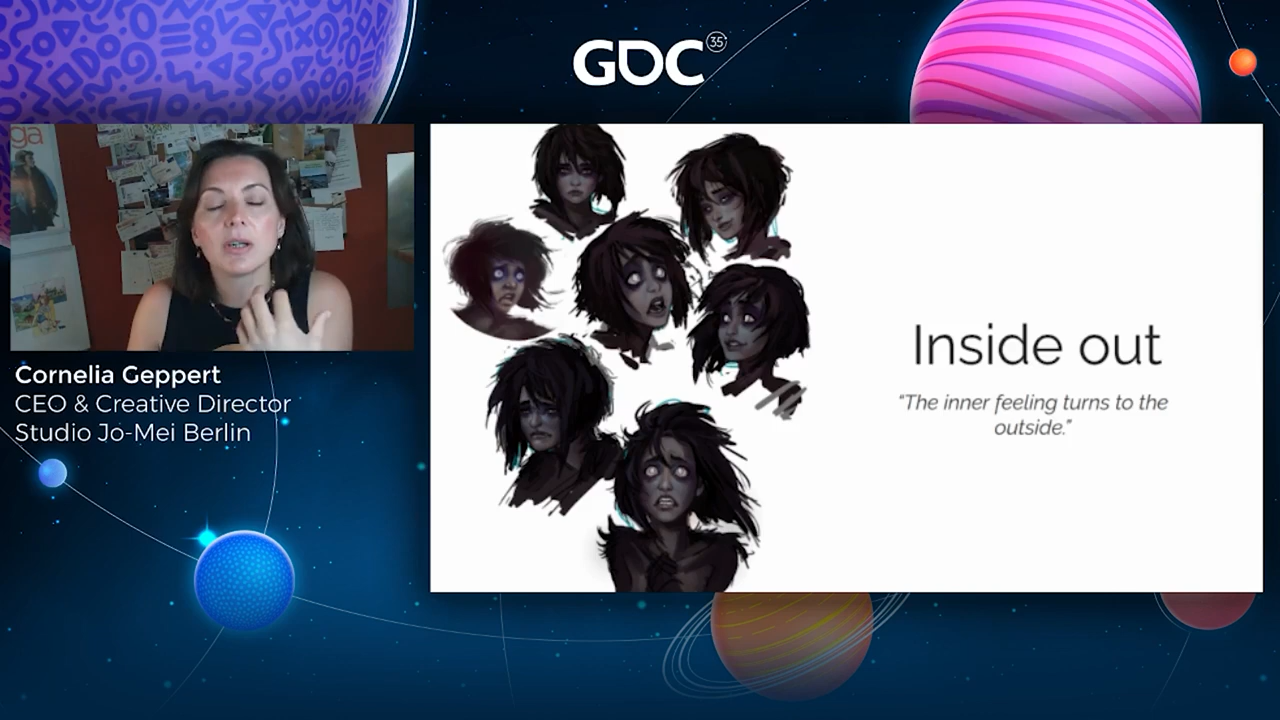 GDC 35
ga
Cornelia Geppert
CEO & Creative Director
Studio Jo-Mei Berlin
Inside out
“The inner feeling turns to the
outside.”